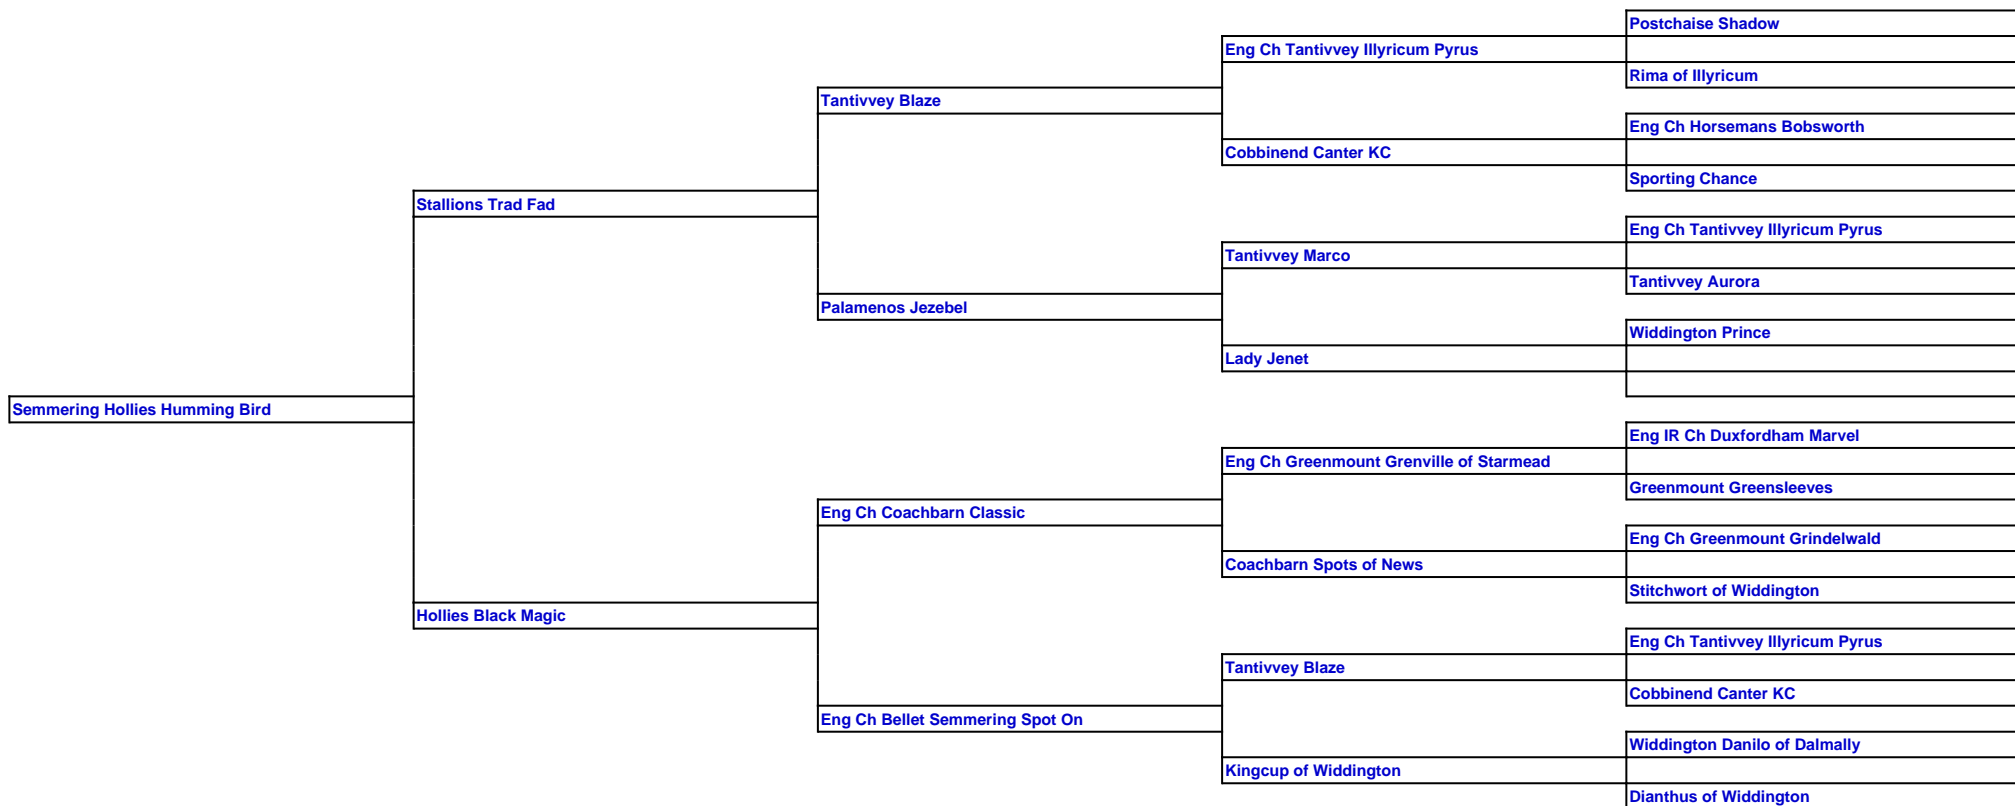 Postchaise Shadow
Eng Ch Tantivvey Illyricum Pyrus
Rima of Illyricum
Tantivvey Blaze
Eng Ch Horsemans Bobsworth
Cobbinend Canter KC
Sporting Chance
Stallions Trad Fad
Eng Ch Tantivvey Illyricum Pyrus
Tantivvey Marco
Tantivvey Aurora
Palamenos Jezebel
Widdington Prince
Lady Jenet
Semmering Hollies Humming Bird
Eng IR Ch Duxfordham Marvel
Eng Ch Greenmount Grenville of Starmead
Greenmount Greensleeves
Eng Ch Coachbarn Classic
Eng Ch Greenmount Grindelwald
Coachbarn Spots of News
Stitchwort of Widdington
Hollies Black Magic
Eng Ch Tantivvey Illyricum Pyrus
Tantivvey Blaze
Cobbinend Canter KC
Eng Ch Bellet Semmering Spot On
Widdington Danilo of Dalmally
Kingcup of Widdington
Dianthus of Widdington